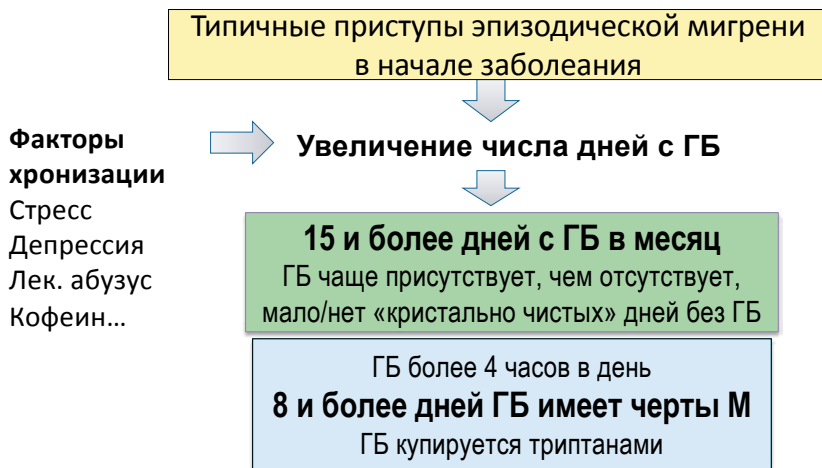 Типичные приступы эпизодической мигрени
в начале заболеания
Факторы
хронизации
Стресс
Депрессия
Лек. абузус
Кофеин…
Увеличение числа дней с ГБ
15 и более дней с ГБ в месяц
ГБ чаще присутствует, чем отсутствует,
мало/нет «кристально чистых» дней без ГБ
ГБ более 4 часов в день
8 и более дней ГБ имеет черты М
ГБ купируется триптанами